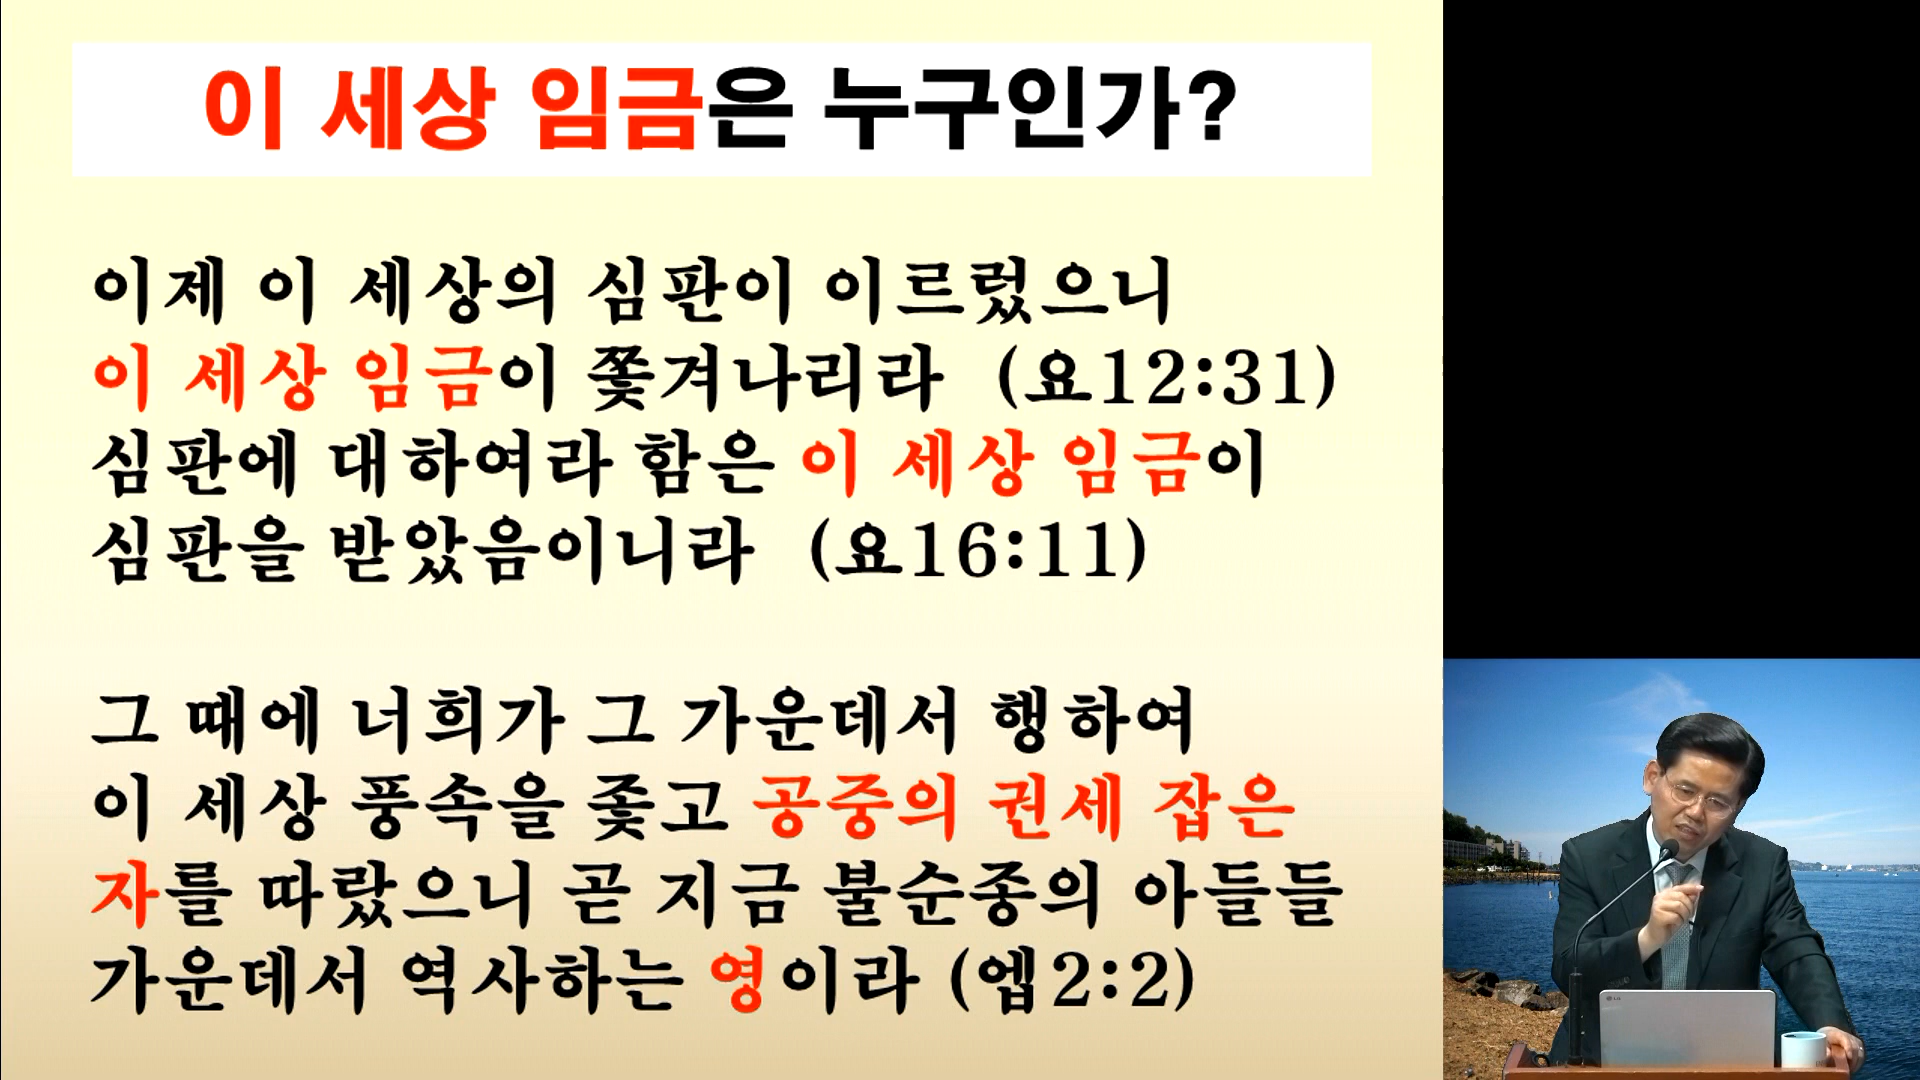 이 세상 임금은 누구인가?
이제 이 세상의 심판이 이르렀으니
이 세상 임금이 쫓겨나리라 (요12:31)
심판에 대하여라 함은 이 세상 임금이
심판을 받았음이니라 (요16:11)
그 때에 너희가 그 가운데서 행하여
이 세상 풍속을 좇고 공중의 권세 잡은
자를 따랐으니 곧 지금 불순종의 아들들
가운데서 역사하는 영이라 (엡2:2)
LG